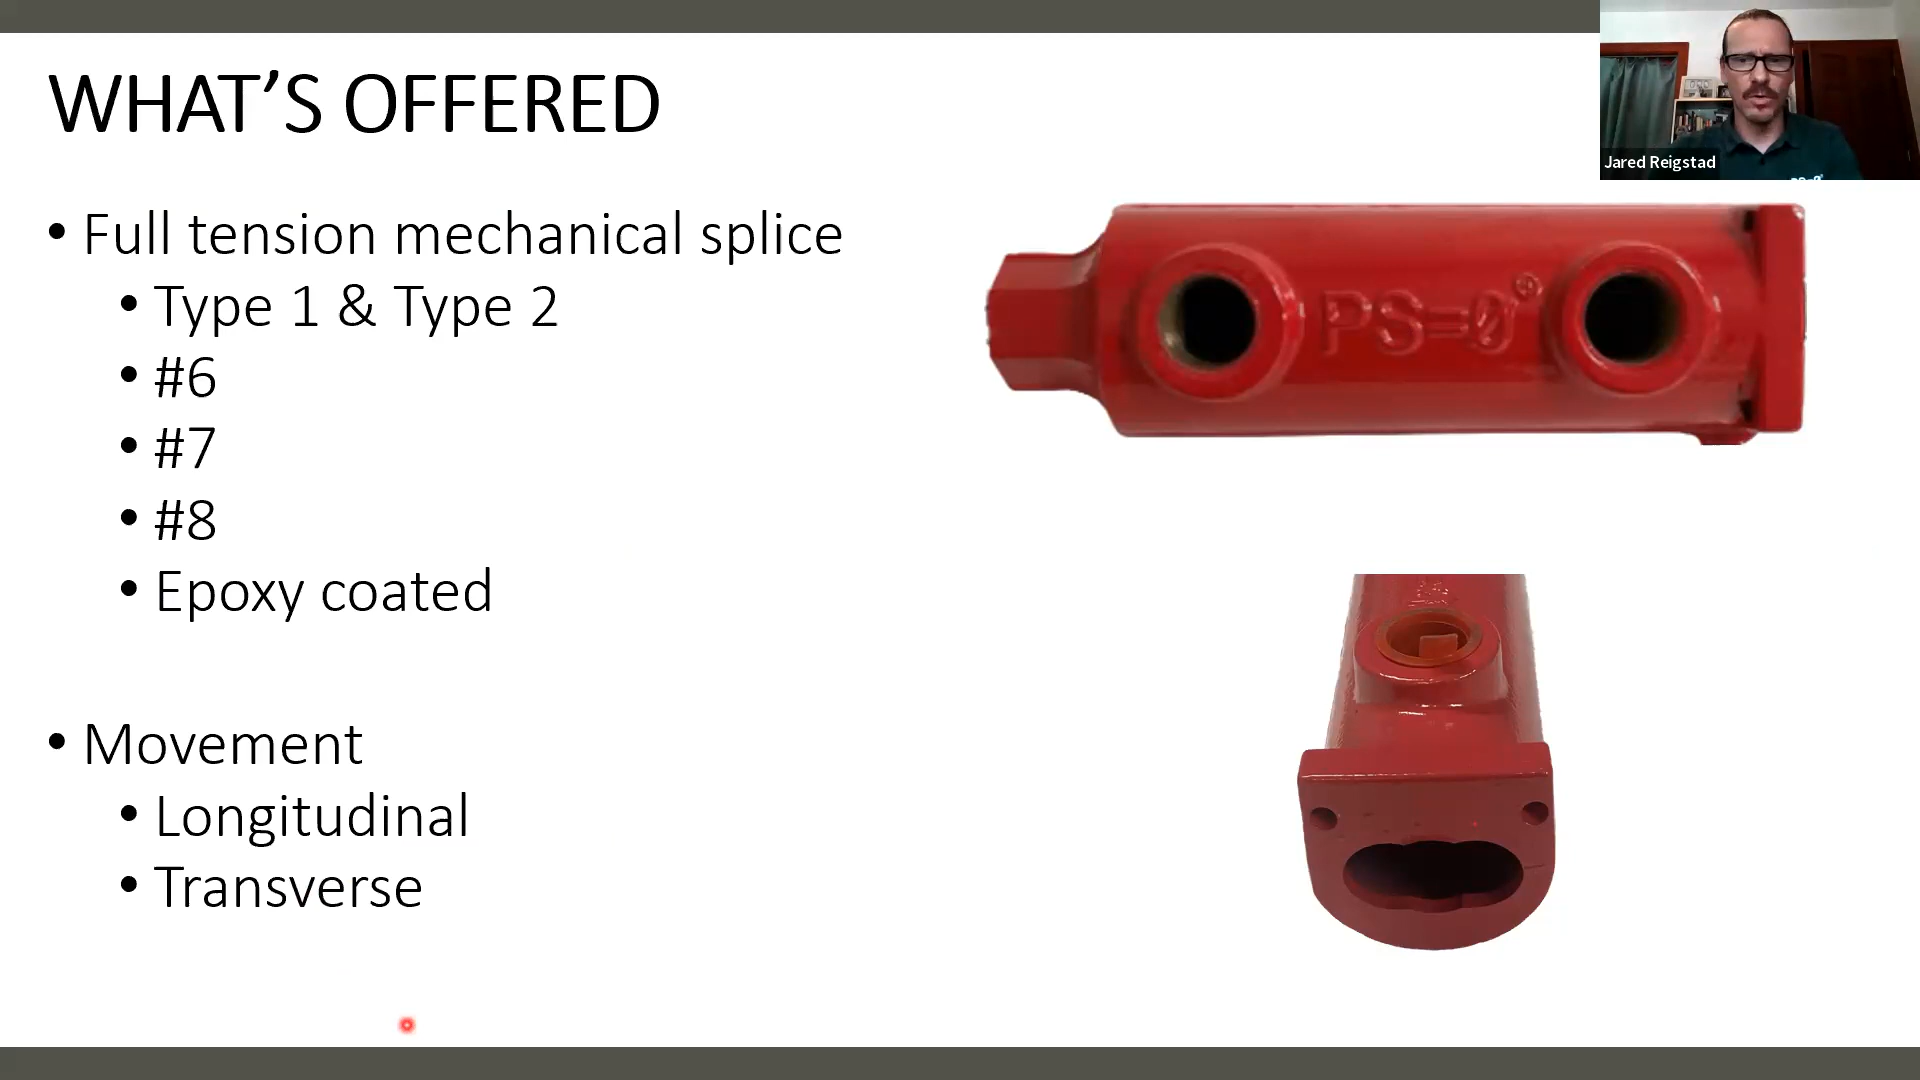 WHAT’S OFFERED
Jared Reigstad
• Full tension mechanical splice
• Type 1 & Type 2
• #6
• #7
• #8
• Epoxy coated
PS=Ø®
• Movement
• Longitudinal
• Transverse